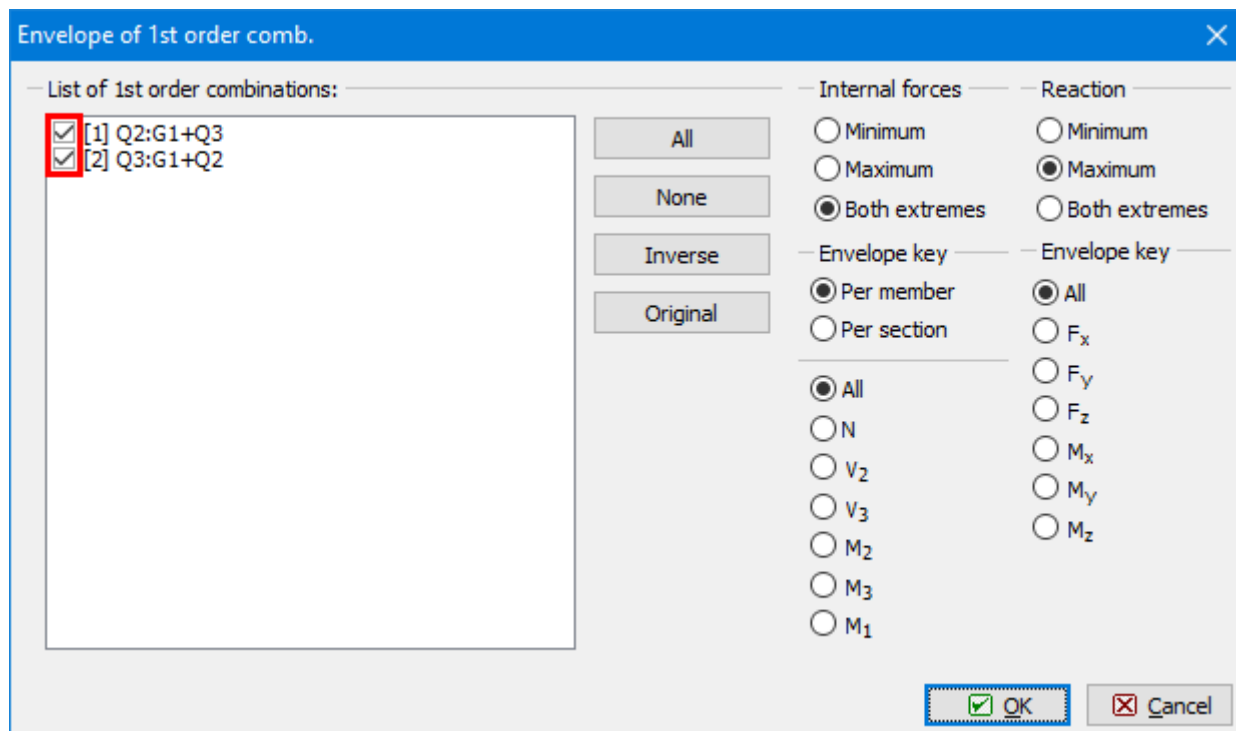 Envelope of 1st order comb.
List of 1st order combinations:
[1] Q2:G1+Q3
[2] Q3:G1+Q2
All
None
Inverse
Original
Internal forces
Minimum
Maximum
Both extremes
Envelope key
Per member
Per section
All
N
V2
V3
M2
M3
M1
Reaction
Minimum
Maximum
Both extremes
Envelope key
All
Fx
Fy
Fz
Mx
My
Mz
OK
Cancel